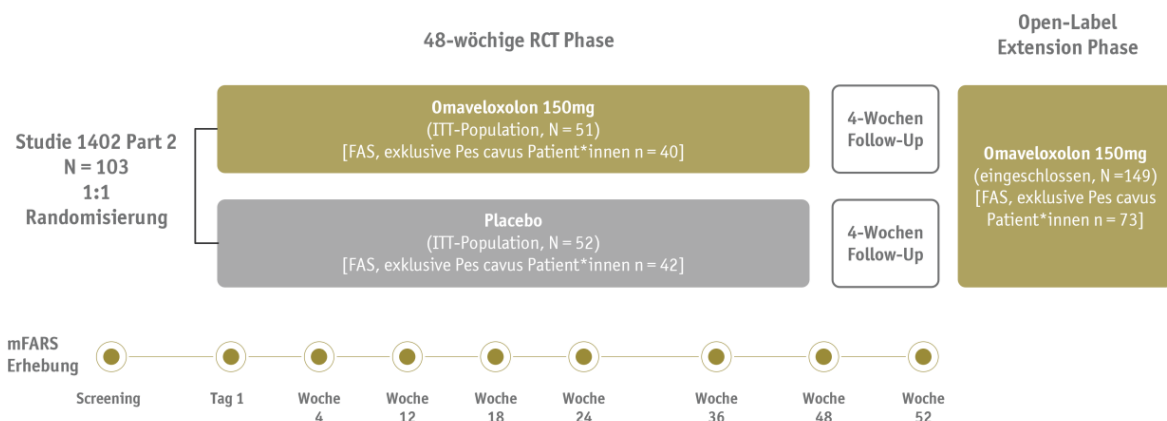 48-wöchige RCT Phase
Open-Label
Extension Phase
Studie 1402 Part 2
N = 103
1:1
Randomisierung
Omaveloxolon 150mg
(ITT-Population, N = 51)
[FAS, exklusive Pes cavus Patient*innen n = 40]
4-Wochen
Follow-Up
Placebo
(ITT-Population, N = 52)
[FAS, exklusive Pes cavus Patient*innen n = 42]
4-Wochen
Follow-Up
Omaveloxolon 150mg
(eingeschlossen, N =149)
[FAS, exklusive Pes cavus
Patient*innen n = 73]
mFARS
Erhebung
Screening
Tag 1
Woche
4
Woche
12
Woche
18
Woche
24
Woche
36
Woche
48
Woche
52